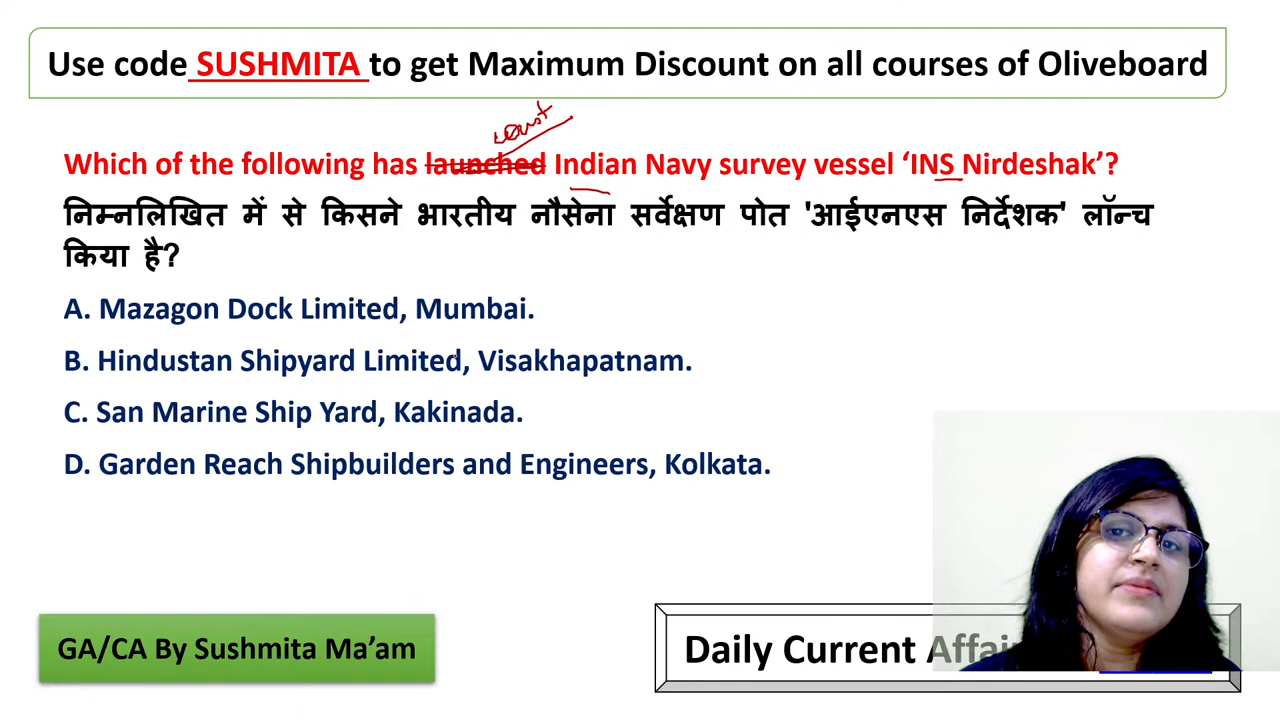 Use code SUSHMITA to get Maximum Discount on all courses of Oliveboard
const
Which of the following has launched Indian Navy survey vessel ‘INS Nirdeshak’?
निम्नलिखित में से किसने भारतीय नौसेना सर्वेक्षण पोत 'आईएनएस निर्देशक' लॉन्च
किया है?
A. Mazagon Dock Limited, Mumbai.
B. Hindustan Shipyard Limited, Visakhapatnam.
C. San Marine Ship Yard, Kakinada.
D. Garden Reach Shipbuilders and Engineers, Kolkata.
GA/CA By Sushmita Ma’am
Daily Current